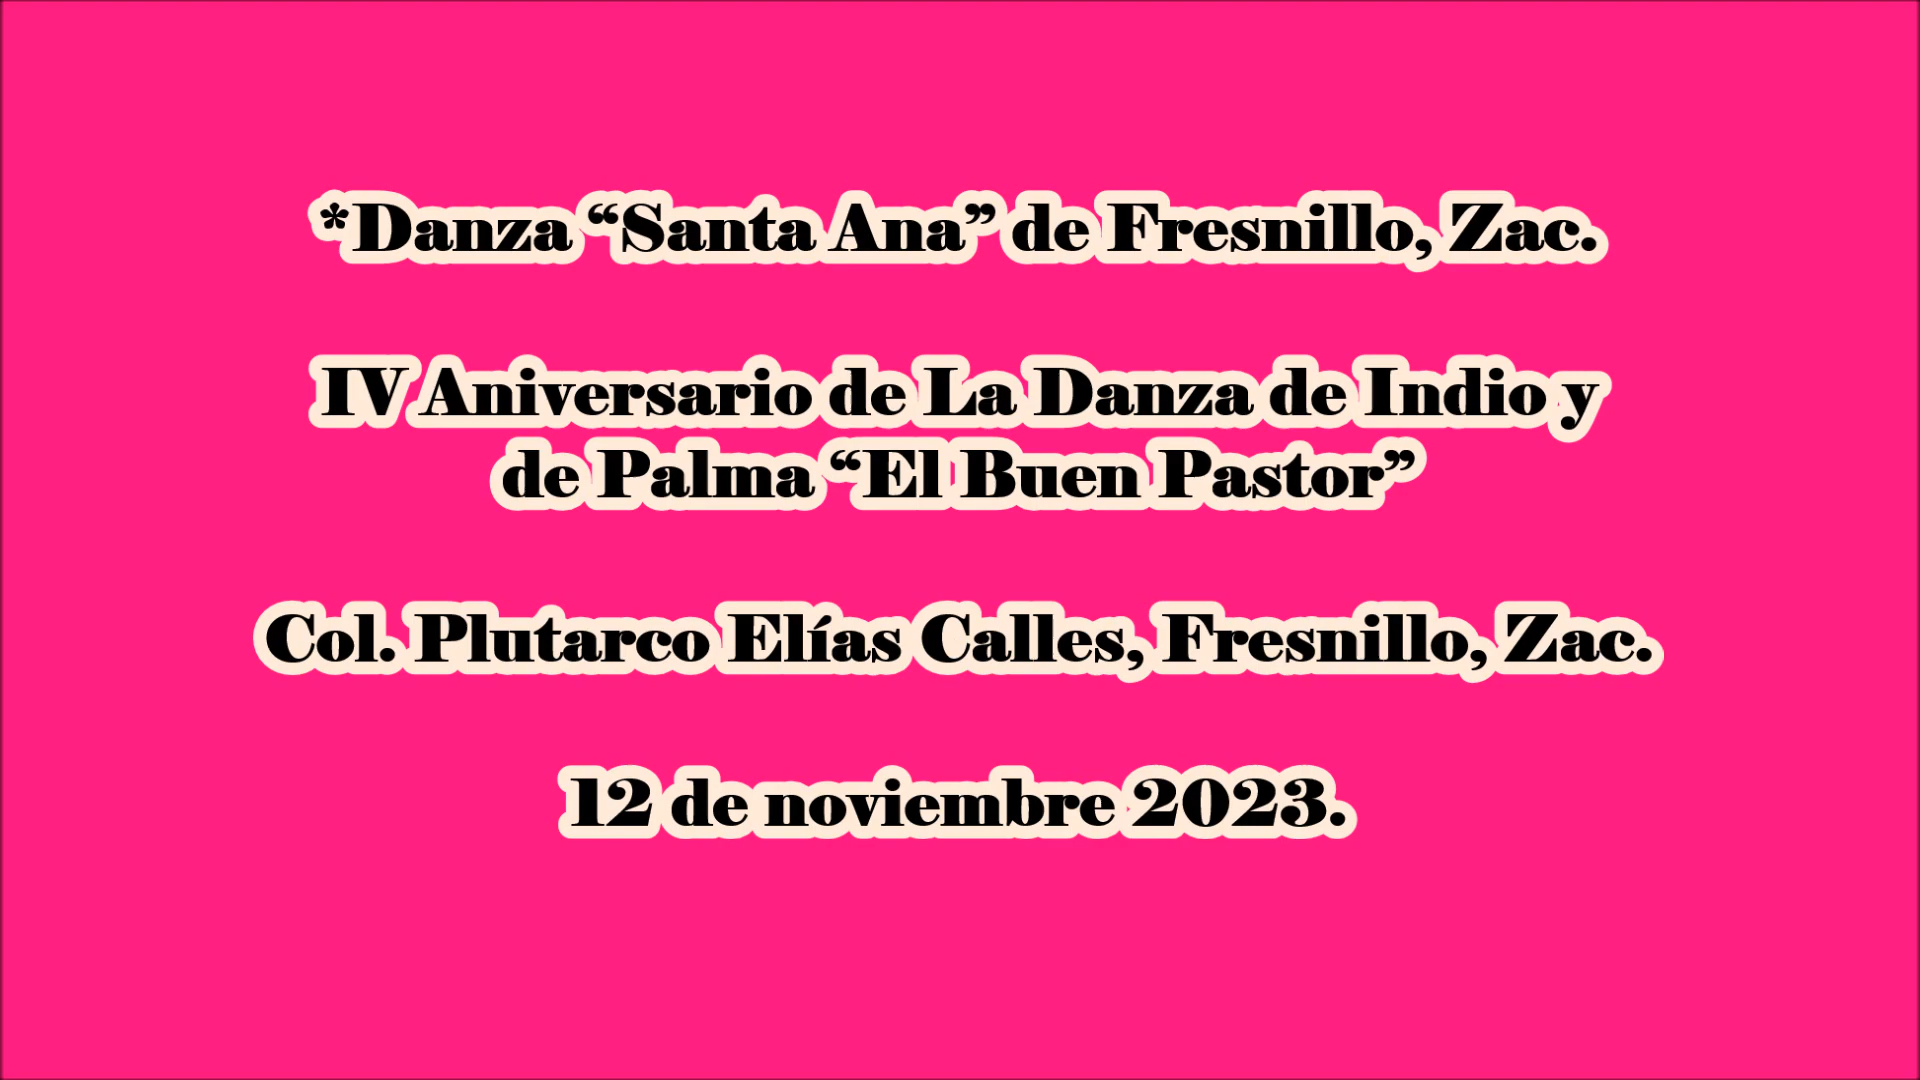 *Danza “Santa Ana” de Fresnillo, Zac.
IV Aniversario de La Danza de Indio y
de Palma “El Buen Pastor”
Col. Plutarco Elías Calles, Fresnillo, Zac.
12 de noviembre 2023.